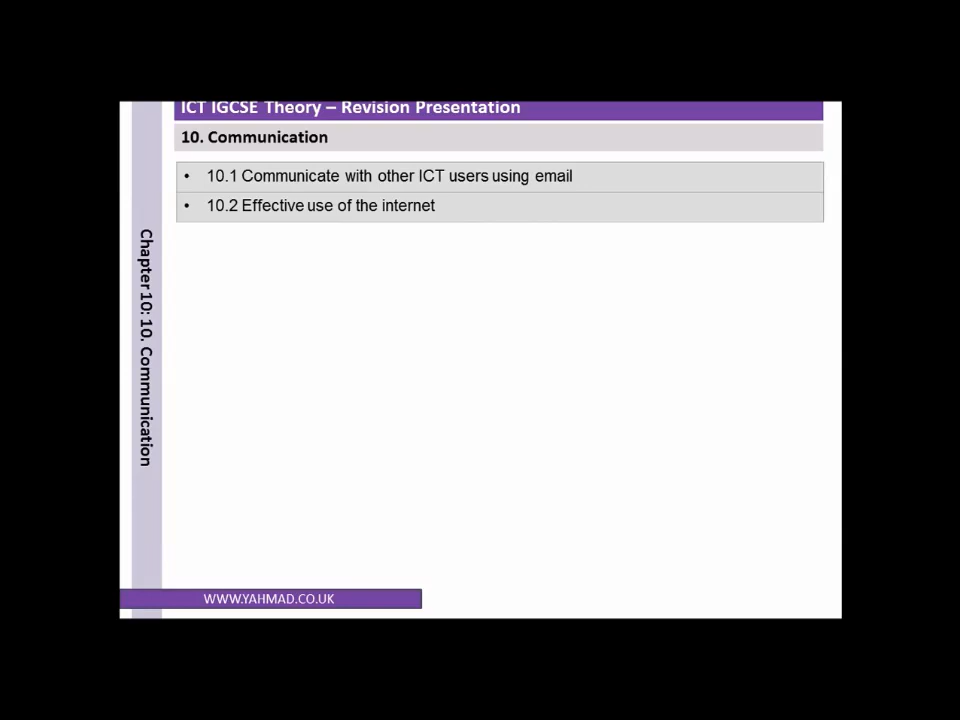 ICT IGCSE Theory – Revision Presentation
10. Communication
• 10.1 Communicate with other ICT users using email
• 10.2 Effective use of the internet
Chapter 10: 10. Communication
WWW.YAHMAD.CO.UK